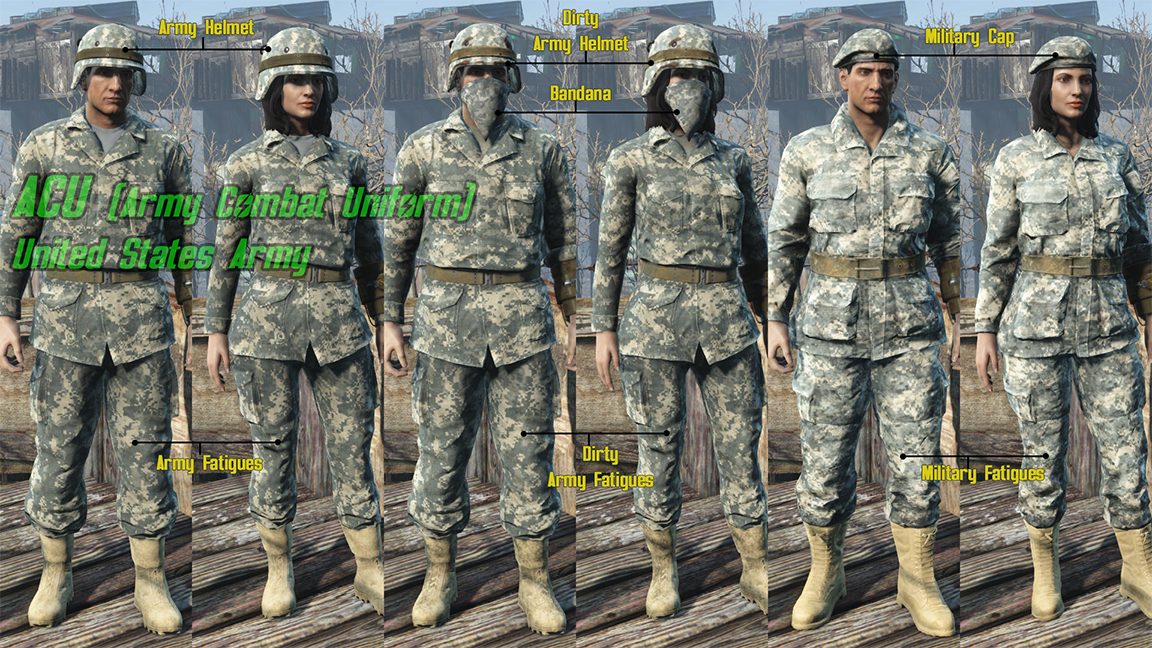 Army Helmet
Dirty
Army Helmet
Military Cap
Bandana
ACU (Army Combat Uniform)
United States Army
Army Fatigues
Dirty
Army Fatigues
Military Fatigues